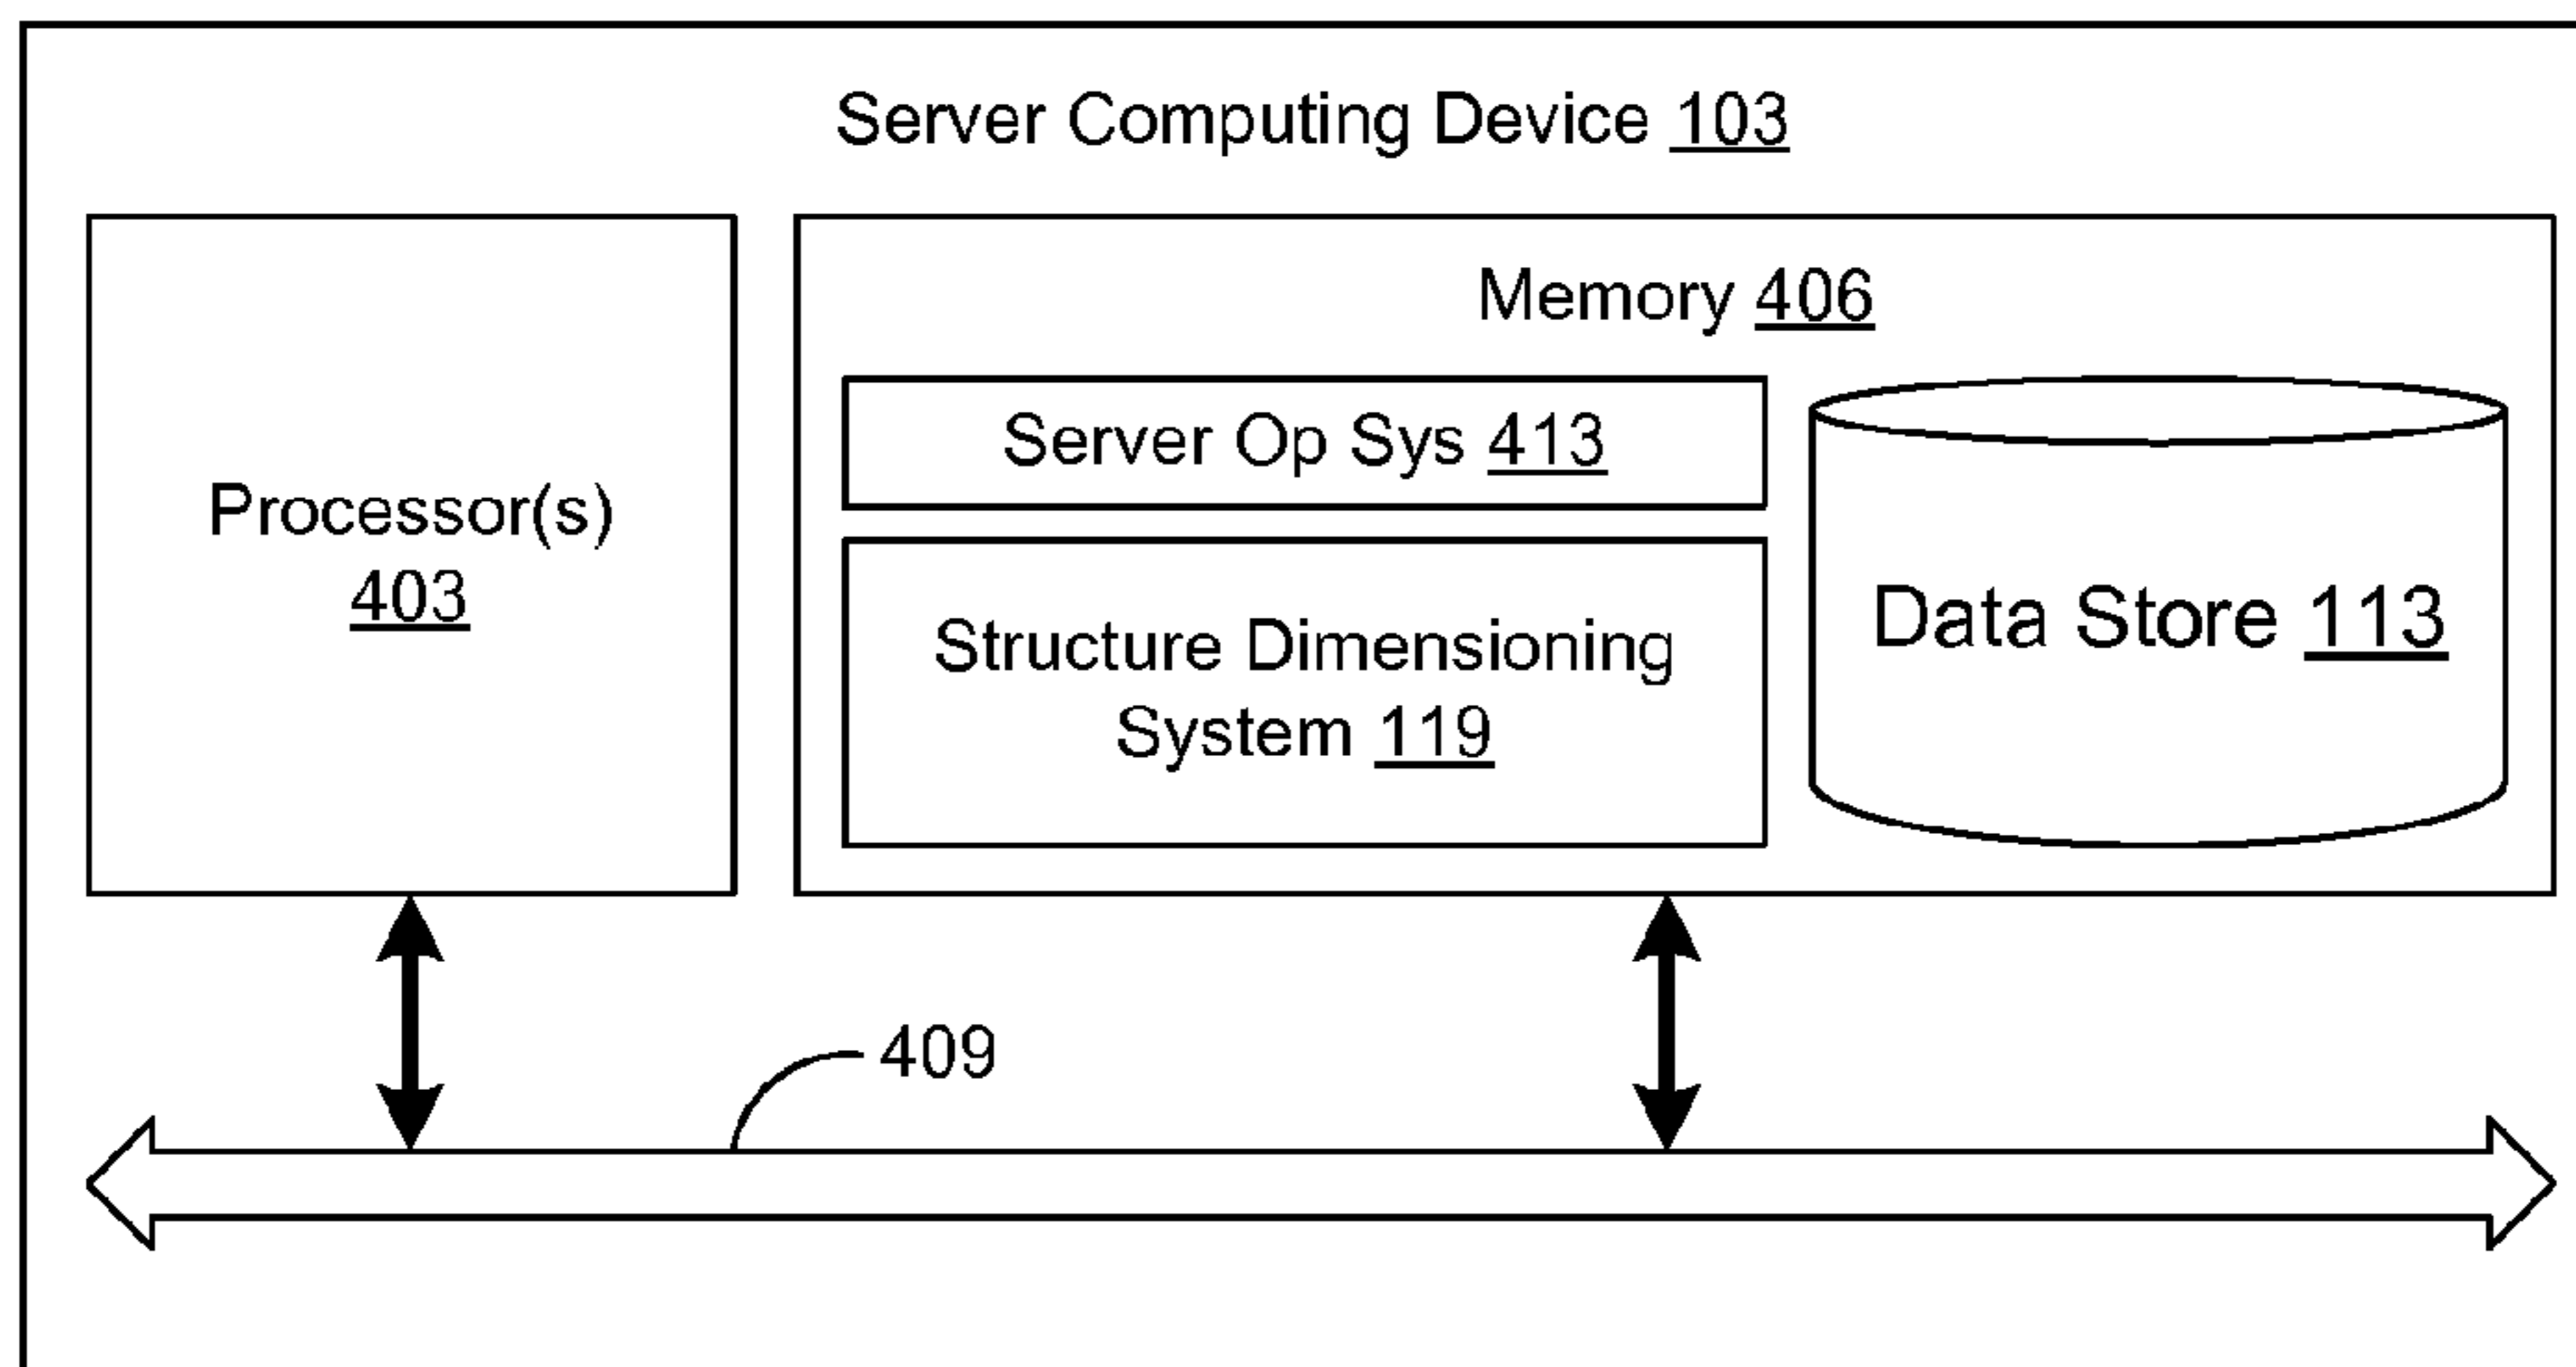 Server Computing Device 103
Processor(s)
403
Memory 406
Server Op Sys 413
Structure Dimensioning
System 119
Data Store 113
409